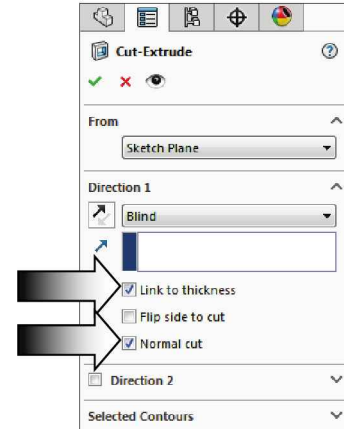 Cut-Extrude
?
From
Sketch Plane
Direction 1
Blind
Link to thickness
Flip side to cut
Normal cut
Direction 2
Selected Contours